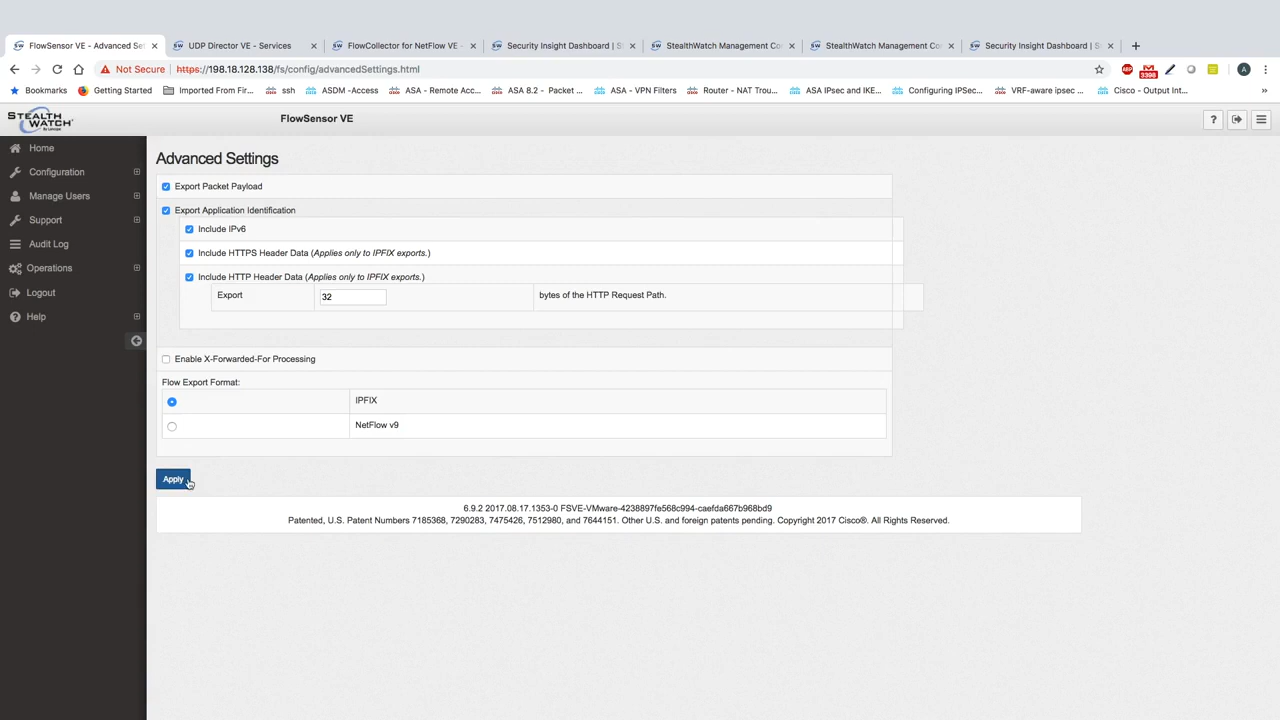 FlowSensor VE - Advanced Set
UDP Director VE - Services
FlowCollector for NetFlow VE -
Security Insight Dashboard | S
StealthWatch Management Co
StealthWatch Management Co
Security Insight Dashboard | S
Not Secure
https://198.18.128.138/fs/config/advancedSettings.html
ABP
3398
A
Bookmarks
Getting Started
Imported From Fir...
ssh
ASDM -Access
ASA - Remote Acc...
ASA 8.2 - Packet ...
ASA - VPN Filters
Router - NAT Trou...
ASA IPsec and IKE...
Configuring IPSec...
VRF-aware ipsec ...
Cisco - Output Int...
»
STEALTH
WATCH
By Lancope
FlowSensor VE
?
Home
Configuration
Manage Users
Support
Audit Log
Operations
Logout
Help
Advanced Settings
Export Packet Payload
Export Application Identification
Include IPv6
Include HTTPS Header Data (Applies only to IPFIX exports.)
Include HTTP Header Data (Applies only to IPFIX exports.)
Export 32 bytes of the HTTP Request Path.
Enable X-Forwarded-For Processing
Flow Export Format:
IPFIX
NetFlow v9
Apply
6.9.2 2017.08.17.1353-0 FSVE-VMware-4238897fe568c994-caefda667b968bd9
Patented, U.S. Patent Numbers 7185368, 7290283, 7475426, 7512980, and 7644151. Other U.S. and foreign patents pending. Copyright 2017 Cisco®. All Rights Reserved.